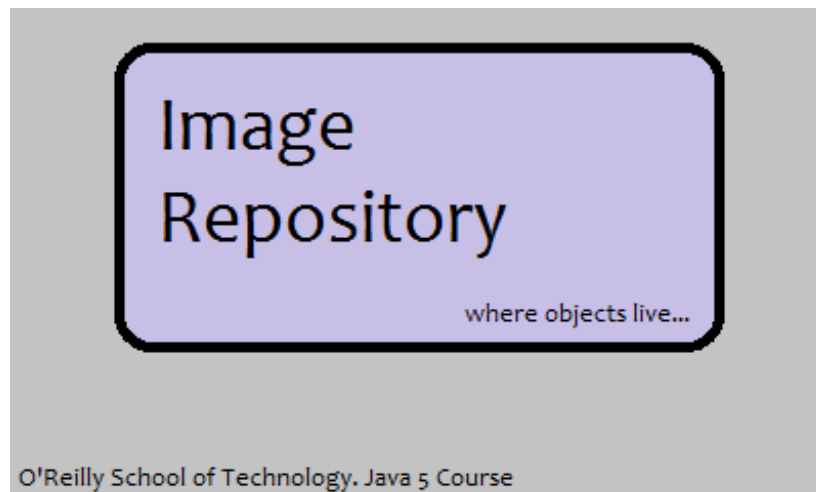 Image
Repository
where objects live...
O'Reilly School of Technology. Java 5 Course